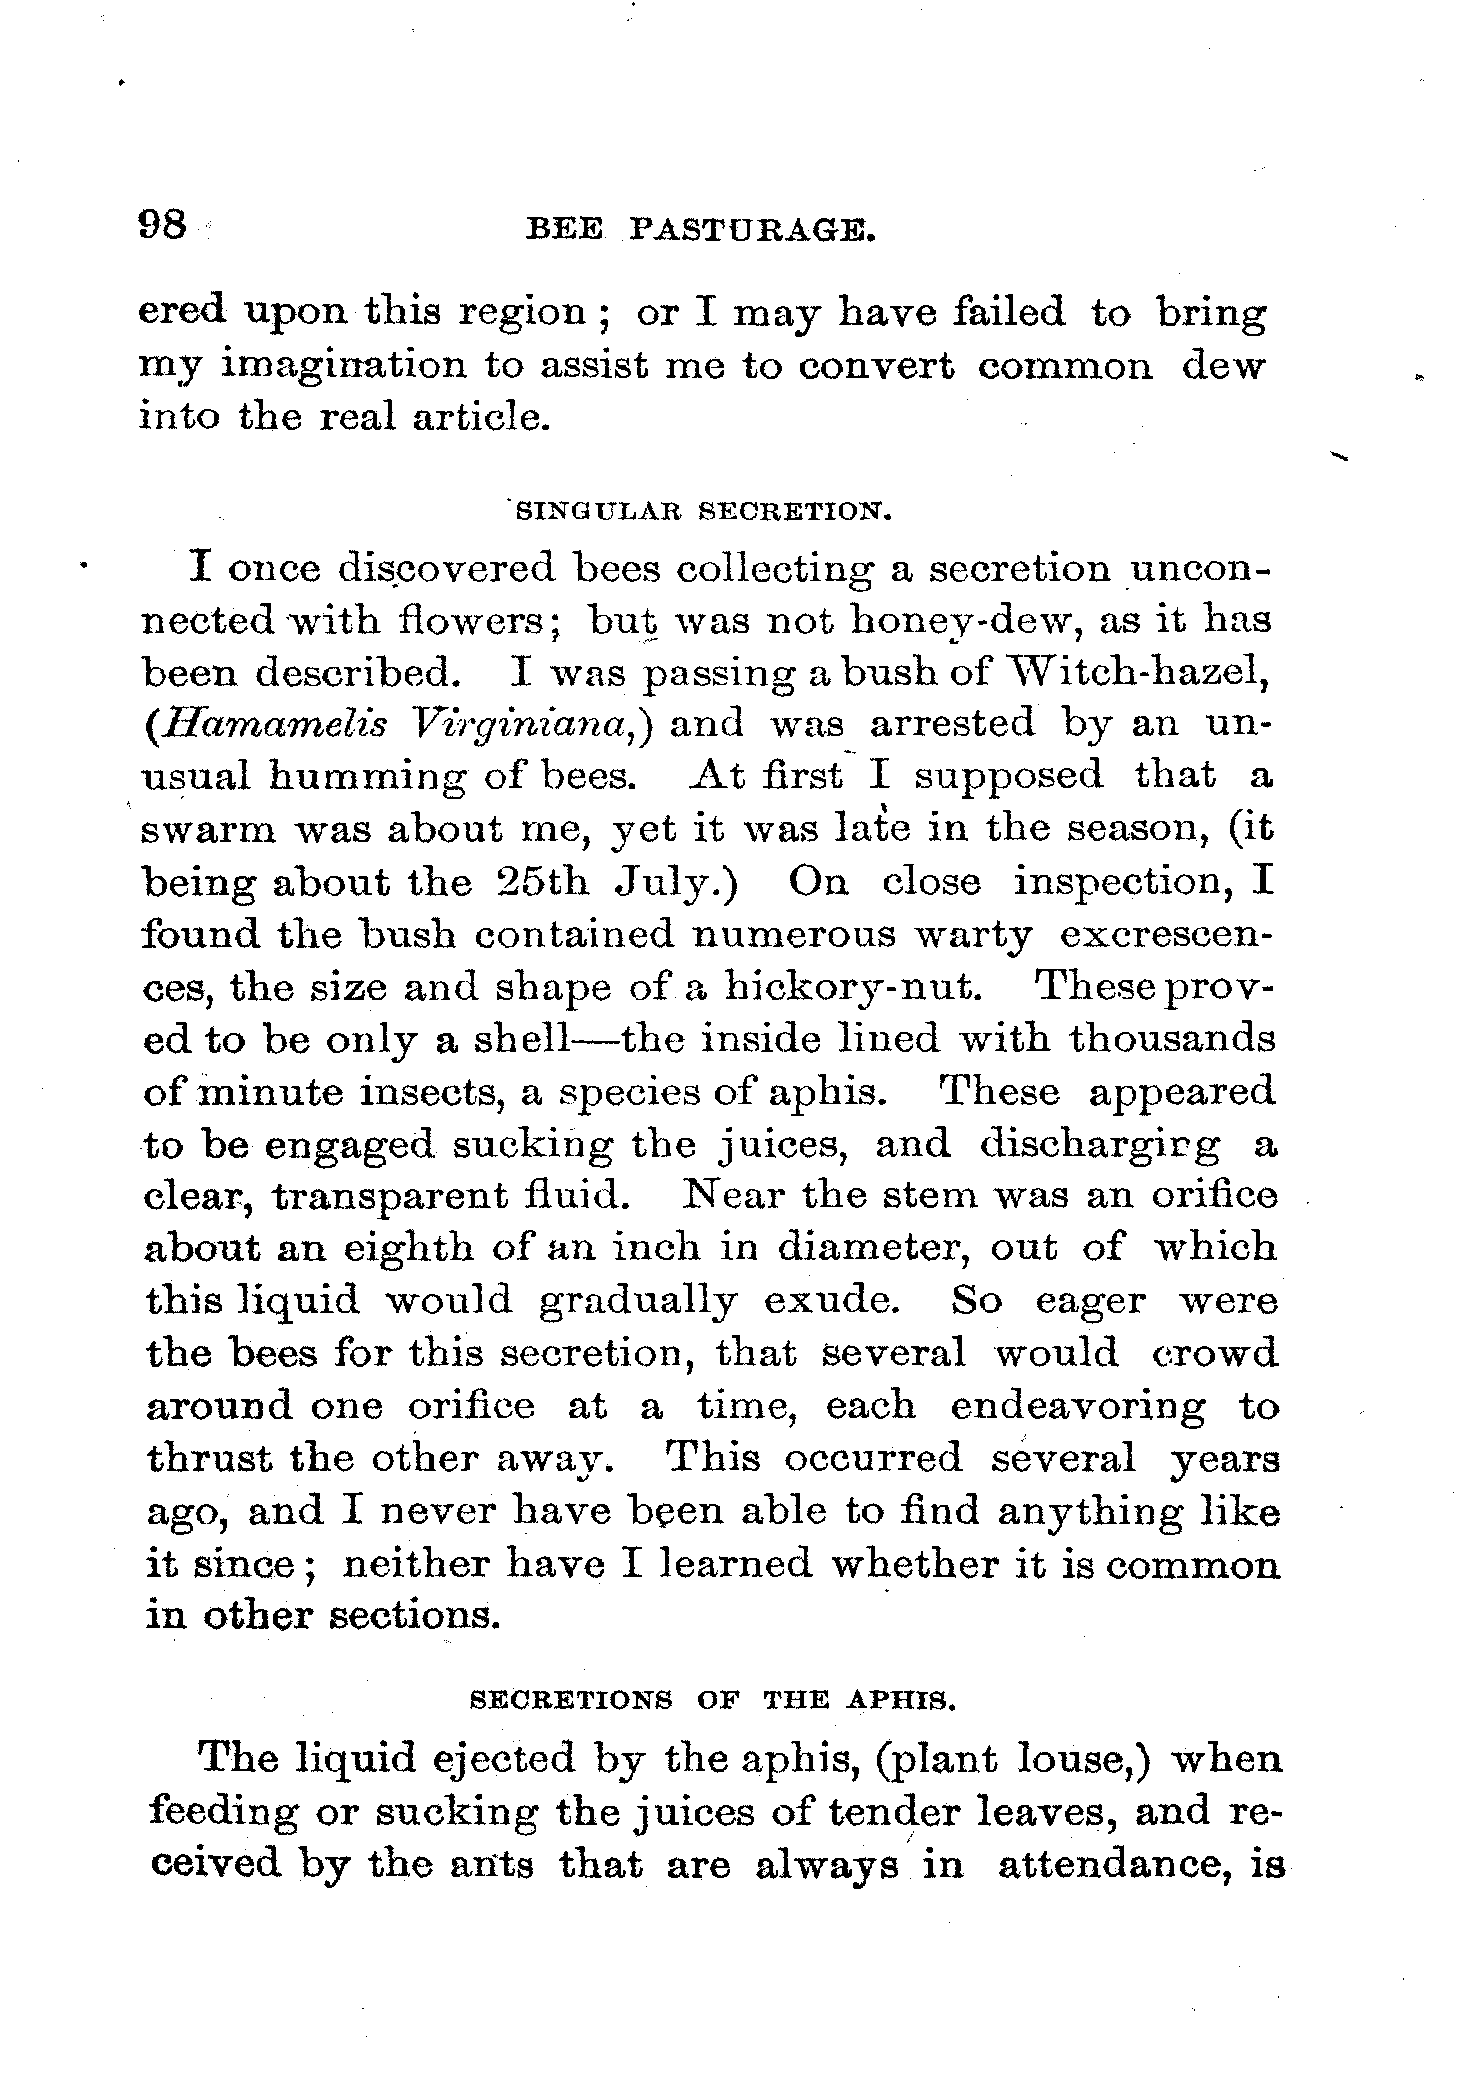 98 BEE PASTURAGE.
ered upon this region; or I may have failed to bring
my imagination to assist me to convert common dew
into the real article.
SINGULAR SECRETION.
I once discovered bees collecting a secretion uncon-
nected with flowers; but was not honey-dew, as it has
been described. I was passing a bush of Witch-hazel,
(Hamamelis Virginiana,) and was arrested by an un-
usual humming of bees. At first I supposed that a
swarm was about me, yet it was late in the season, (it
being about the 25th July.) On close inspection, I
found the bush contained numerous warty excrescen-
ces, the size and shape of a hickory-nut. These prov-
ed to be only a shell—the inside lined with thousands
of minute insects, a species of aphis. These appeared
to be engaged sucking the juices, and discharging a
clear, transparent fluid. Near the stem was an orifice
about an eighth of an inch in diameter, out of which
this liquid would gradually exude. So eager were
the bees for this secretion, that several would crowd
around one orifice at a time, each endeavoring to
thrust the other away. This occurred several years
ago, and I never have been able to find anything like
it since; neither have I learned whether it is common
in other sections.
SECRETIONS OF THE APHIS.
The liquid ejected by the aphis, (plant louse,) when
feeding or sucking the juices of tender leaves, and re-
ceived by the ants that are always in attendance, is